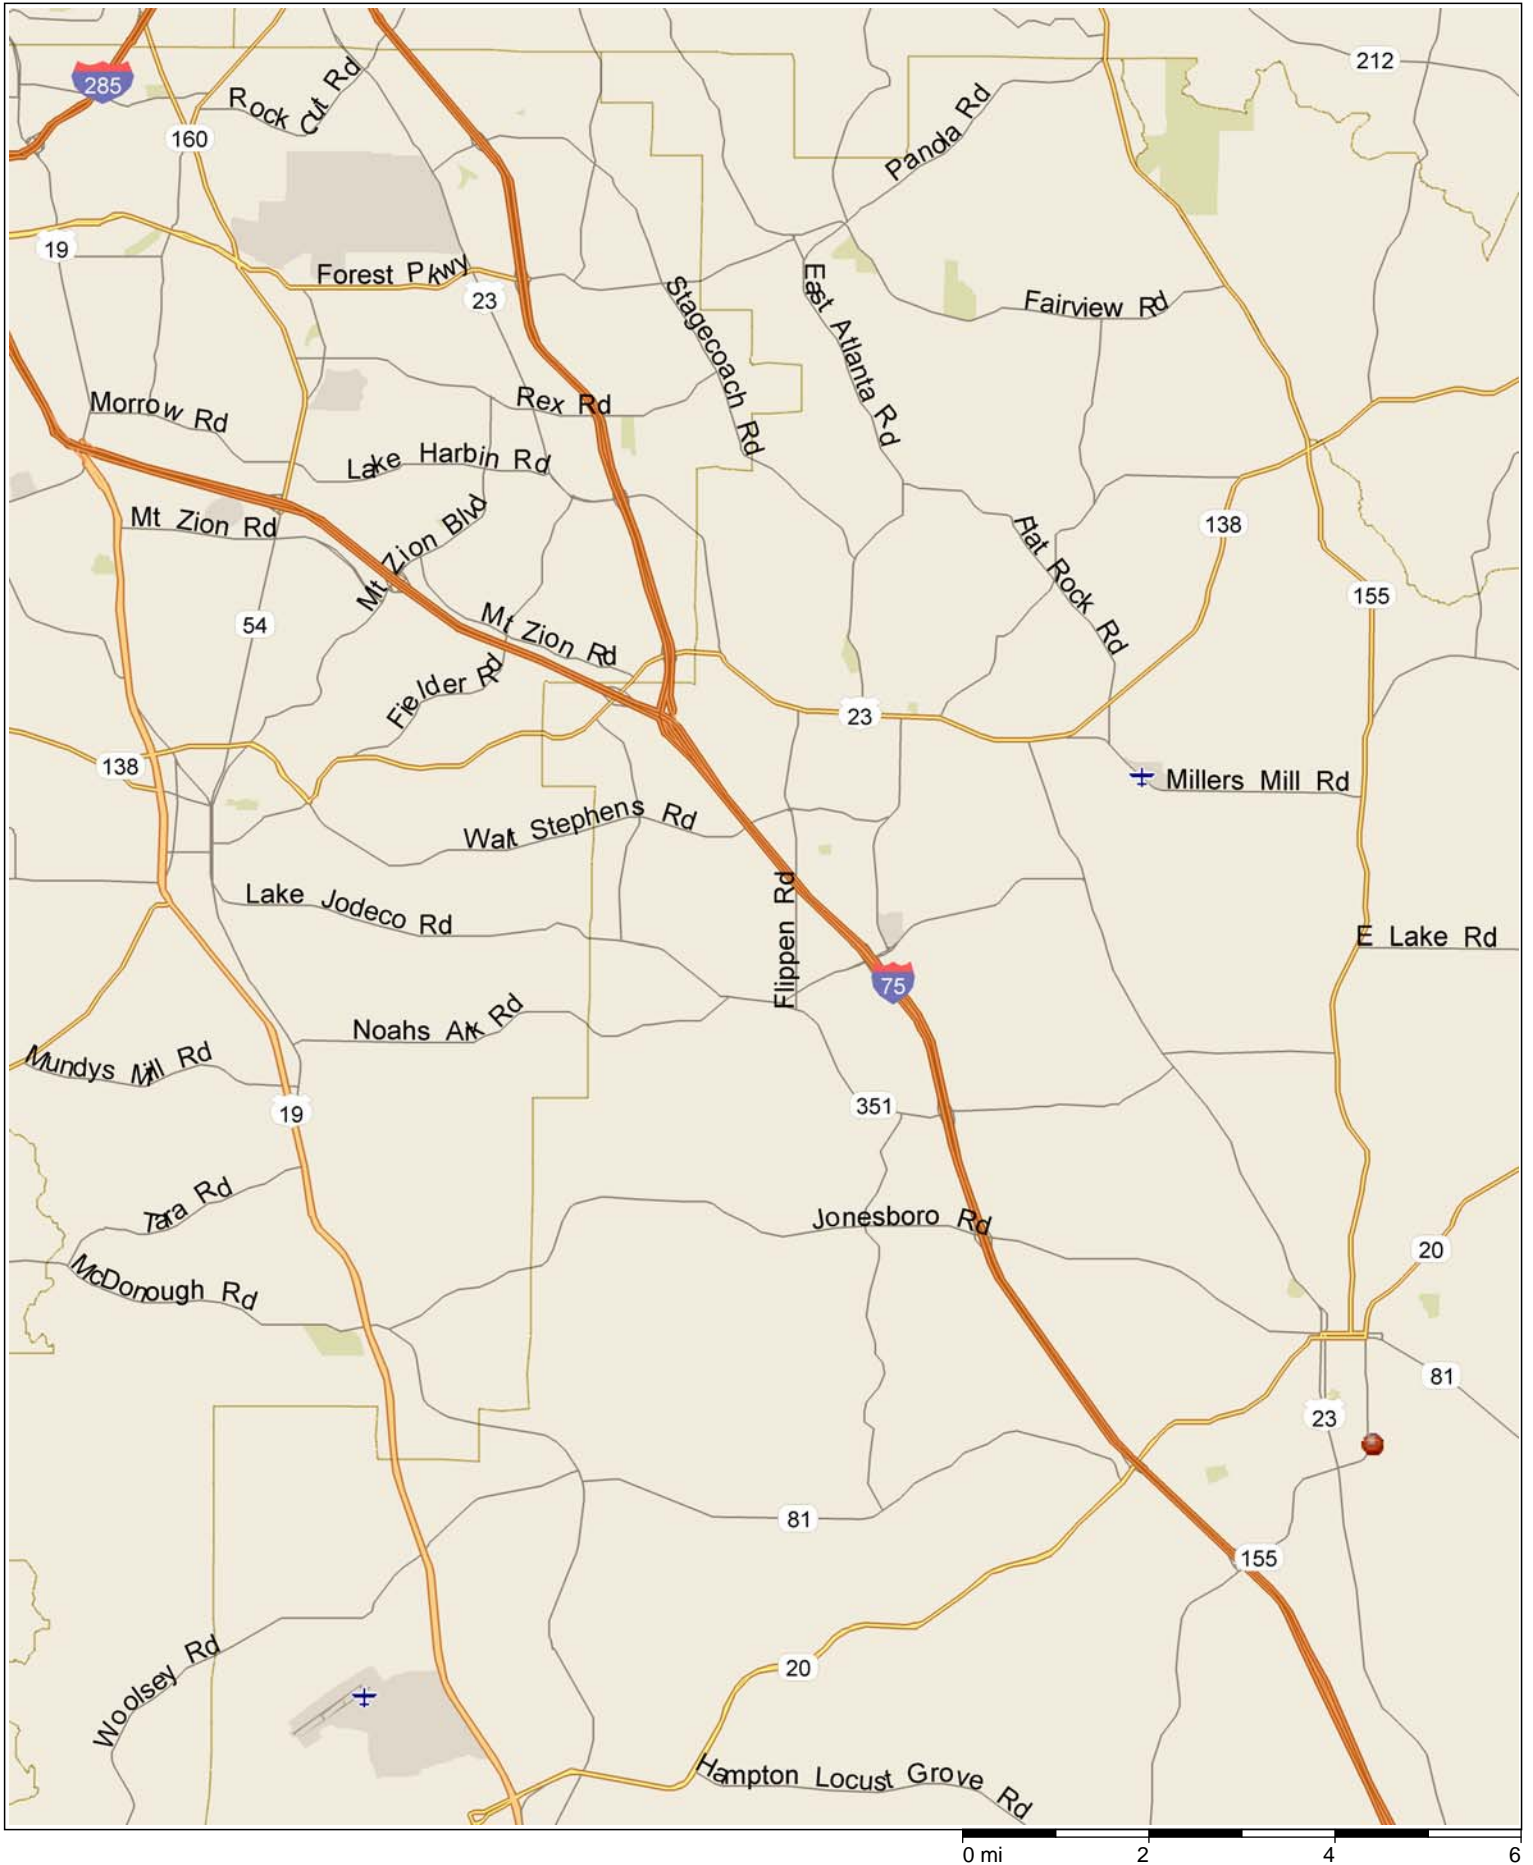 212
285
Rock Cut Rd
160
Panola Rd
19
Forest Pkwy
23
Stagecoach Rd
East Atlanta Rd
Fairview Rd
Morrow Rd
Rex Rd
Lake Harbin Rd
Mt Zion Rd
Mt Zion Blvd
138
Flat Rock Rd
155
54
Mt Zion Rd
Fielder Rd
23
138
Millers Mill Rd
Walt Stephens Rd
Lake Jodeco Rd
Flippen Rd
E Lake Rd
75
Noahs Ark Rd
Mundys Mill Rd
19
351
Tara Rd
Jonesboro Rd
20
McDonough Rd
81
23
81
155
Woolsey Rd
20
Hampton Locust Grove Rd
0 mi 2 4 6